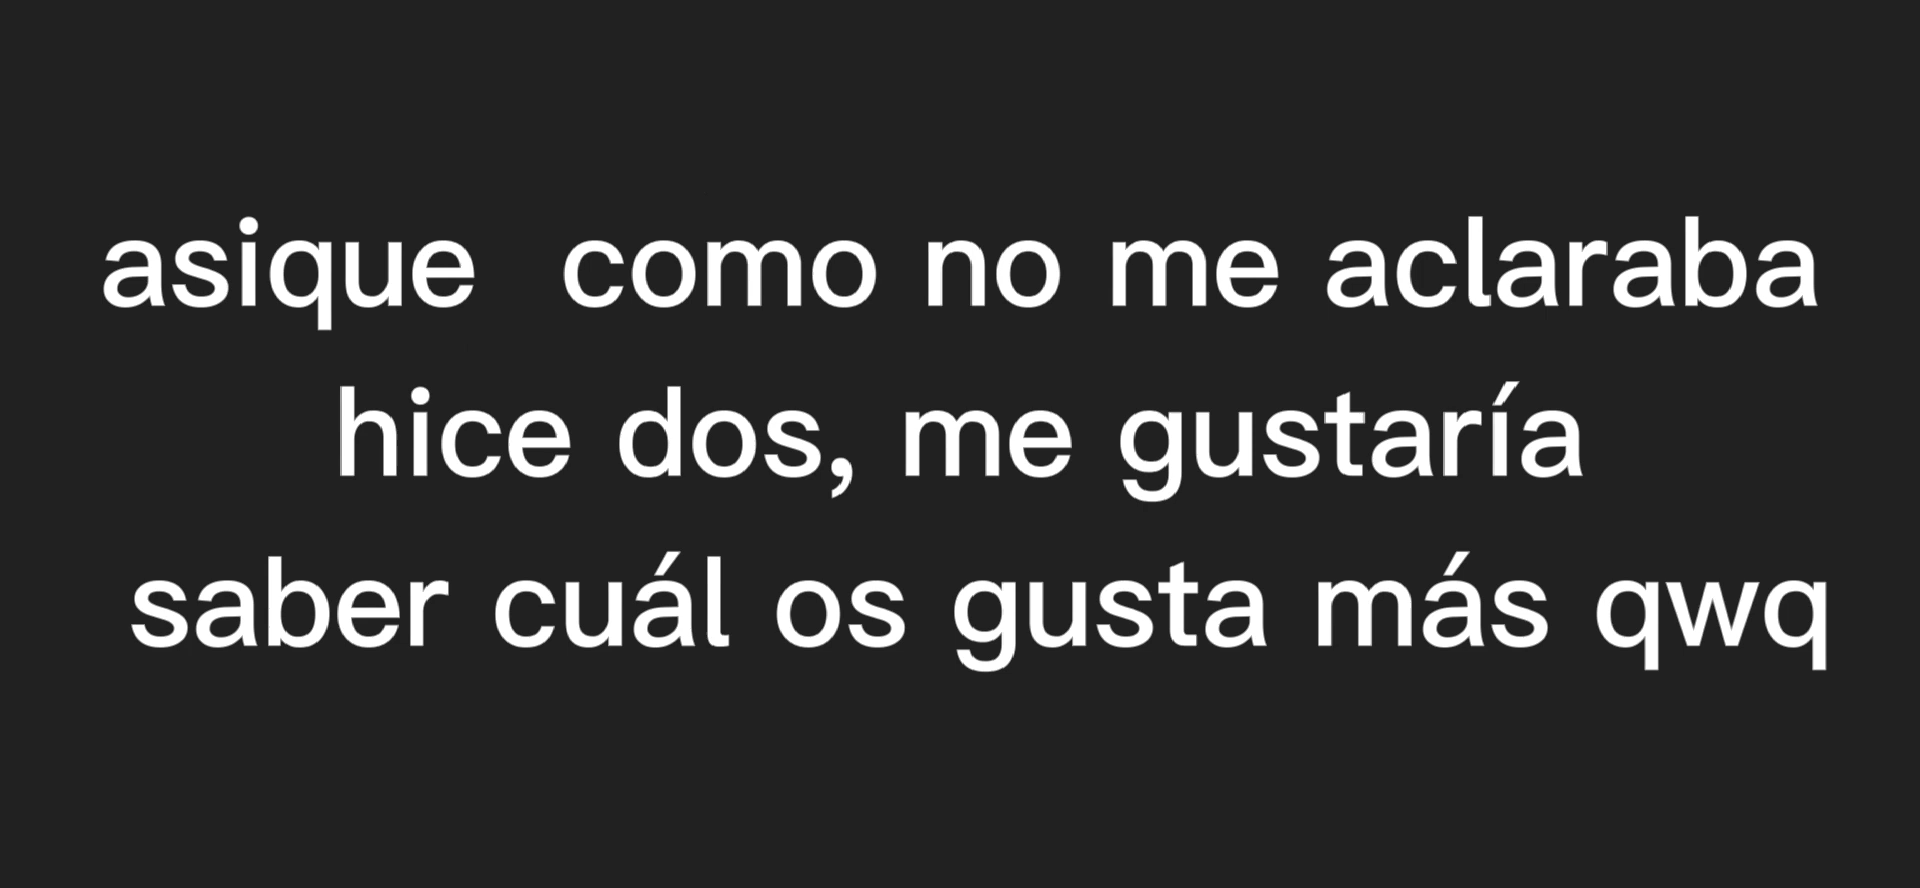 asique  como no me aclaraba
hice dos, me gustaría
saber cuál os gusta más qwq